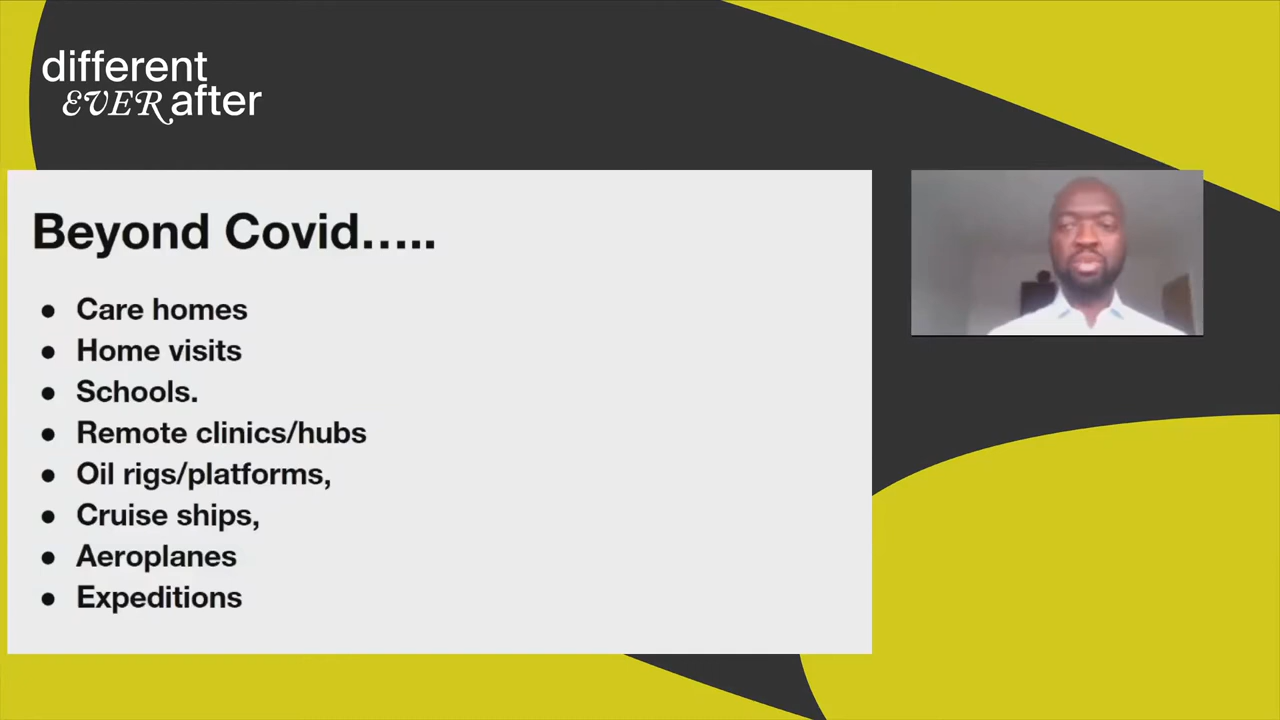 different
EVER after
Beyond Covid.....
● Care homes
● Home visits
● Schools.
● Remote clinics/hubs
● Oil rigs/platforms,
● Cruise ships,
● Aeroplanes
● Expeditions